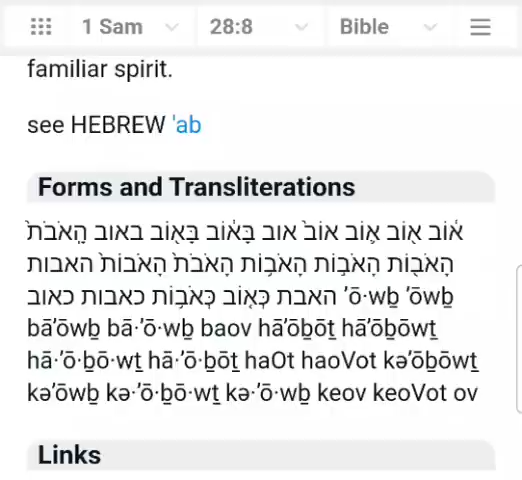 1 Sam 28:8 Bible
familiar spirit.
see HEBREW 'ab
Forms and Transliterations
א֔וֹב א֖וֹב א֛וֹב אוֹב֙ אוב בָּא֔וֹב בָּא֖וֹב באוב הָֽאֹבֹת֙
הָאֹב֖וֹת הָאֹב֣וֹת הָאֹב֥וֹת הָאֹבֹ֖ת הָאֹבֹת֙ הָאֹבוֹת֙ האבות
האבת כְּא֖וֹב כְּאֹב֣וֹת כאבות כאוב ’ō·wḇ ’ōwḇ
bā’ōwḇ bā·’ō·wḇ baov hā’ōḇōṯ hā’ōḇōwṯ
hā·’ō·ḇō·wṯ hā·’ō·ḇōṯ haOt haoVot kə’ōḇōwṯ
kə’ōwḇ kə·’ō·ḇō·wṯ kə·’ō·wḇ keov keoVot ov
Links